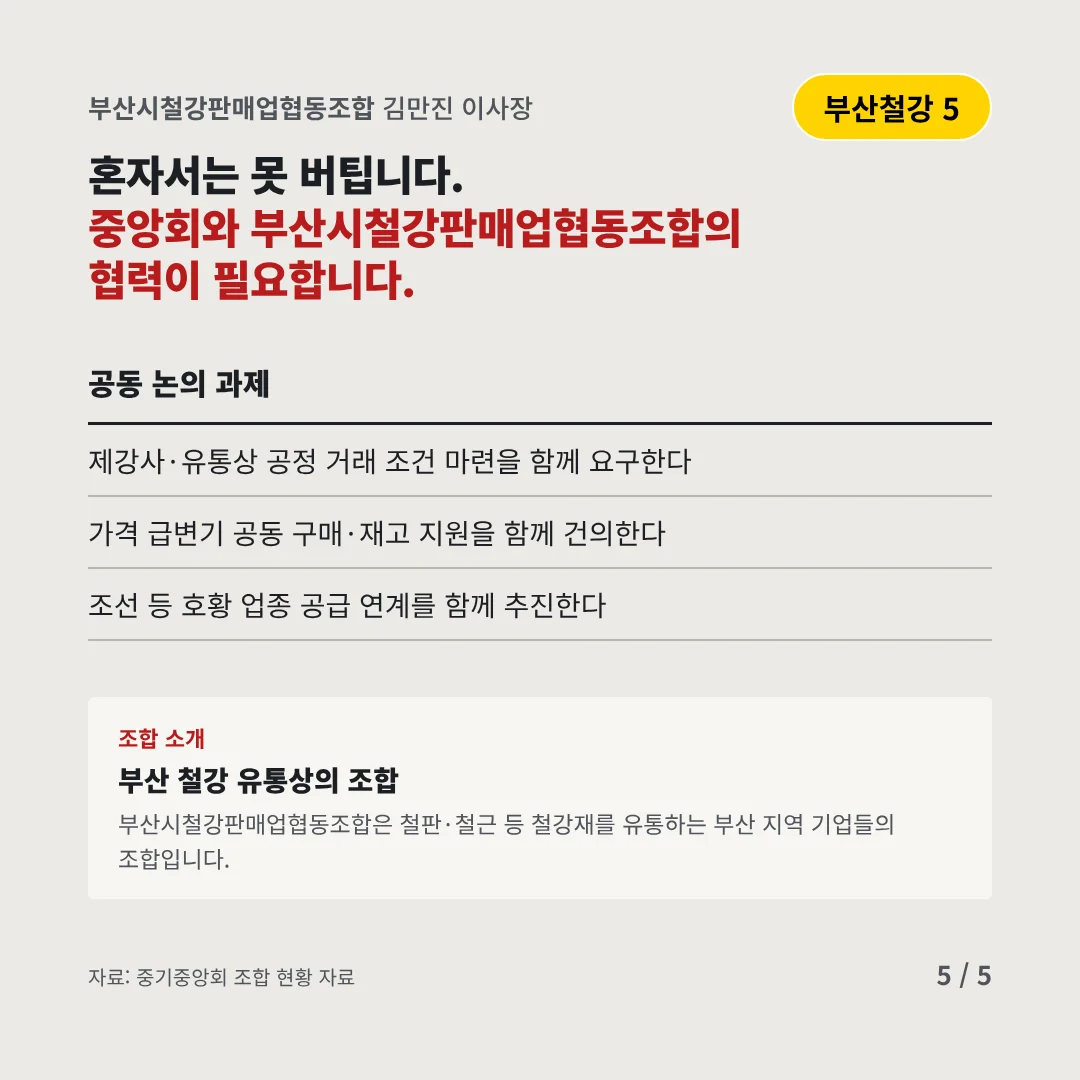 부산시철강판매업협동조합 김만진 이사장
부산철강 5
혼자서는 못 버팁니다.
중앙회와 부산시철강판매업협동조합의
협력이 필요합니다.
공동 논의 과제
제강사·유통상 공정 거래 조건 마련을 함께 요구한다
가격 급변기 공동 구매·재고 지원을 함께 건의한다
조선 등 호황 업종 공급 연계를 함께 추진한다
조합 소개
부산 철강 유통상의 조합
부산시철강판매업협동조합은 철판·철근 등 철강재를 유통하는 부산 지역 기업들의
조합입니다.
자료: 중기중앙회 조합 현황 자료
5 / 5